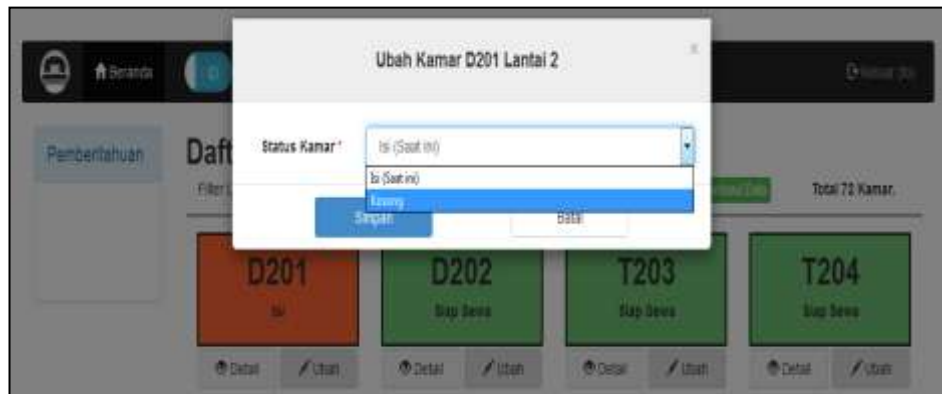 Ubah Kamar D201 Lantai 2
x
Beranda
Pemberitahuan
Daft
Status Kamar*
Isi (Saat ini)
Isi (Saat ini)
Kosong
Filter
Total 72 Kamar.
Simpan
Batal
D201
Isi
D202
Siap Sewa
T203
Siap Sewa
T204
Siap Sewa
Detail
Ubah
Detail
Ubah
Detail
Ubah
Detail
Ubah